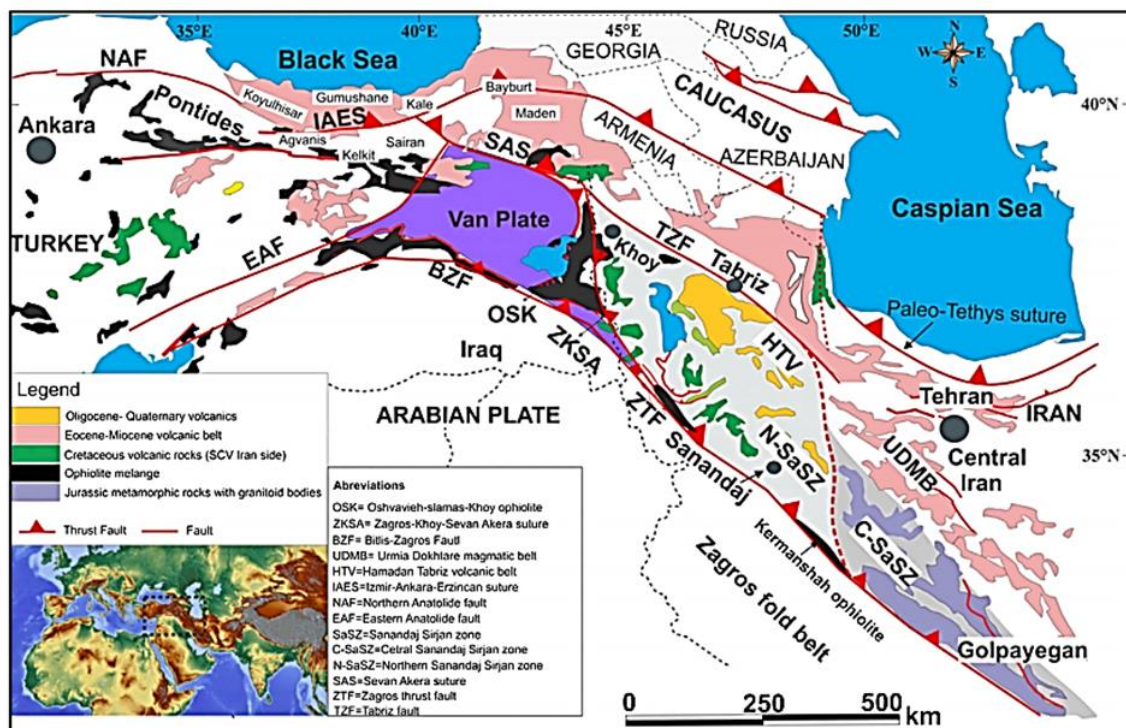 35°E
40°E
45°E
50°E
RUSSIA
GEORGIA
N
W
E
S
NAF
Black Sea
40°N
Koyulhisar
Gumushane
Kale
Bayburt
Maden
CAUCASUS
Pontides
IAES
Ankara
Agvanis
Sairan
Kelkit
SAS
ARMENIA
AZERBAIJAN
Van Plate
Caspian Sea
TURKEY
EAF
Khoy
TZF
Tabriz
BZF
OSK
Paleo-Tethys suture
ZKSA
Iraq
HTV
ARABIAN PLATE
ZTF
Sanandaj
N-SaSZ
Tehran
IRAN
35°N
UDMB
Central
Iran
C-SaSZ
Kermanshah ophiolite
Zagros fold belt
Golpayegan
Legend
Oligocene- Quaternary volcanics
Eocene-Miocene volcanic belt
Cretaceous volcanic rocks (SCV Iran side)
Ophiolite melange
Jurassic metamorphic rocks with granitoid bodies
Thrust Fault
Fault
Abreviations
OSK= Oshvavieh-slamas-Khoy ophiolite
ZKSA= Zagros-Khoy-Sevan Akera suture
BZF= Bitlis-Zagros Fautl
UDMB= Urmia Dokhtare magmatic belt
HTV=Hamadan Tabriz volcanic belt
IAES=Izmir-Ankara-Erzincan suture
NAF=Northern Anatolide fault
EAF=Eastern Anatolide fault
SaSZ=Sanandaj Sirjan zone
C-SaSZ=Cetral Sanandaj Sirjan zone
N-SaSZ=Northern Sanandaj Sirjan zone
SAS=Sevan Akera suture
ZTF=Zagros thrust fault
TZF=Tabriz fault
0 250 500
km